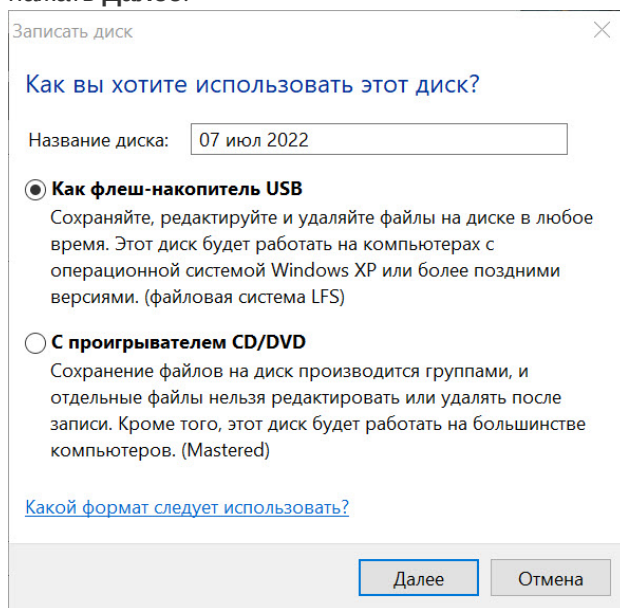 нажать Далее.
Записать диск
Как вы хотите использовать этот диск?
Название диска: 07 июл 2022
Как флеш-накопитель USB
Сохраняйте, редактируйте и удаляйте файлы на диске в любое
время. Этот диск будет работать на компьютерах с
операционной системой Windows XP или более поздними
версиями. (файловая система LFS)
С проигрывателем CD/DVD
Сохранение файлов на диск производится группами, и
отдельные файлы нельзя редактировать или удалять после
записи. Кроме того, этот диск будет работать на большинстве
компьютеров. (Mastered)
Какой формат следует использовать?
Далее Отмена